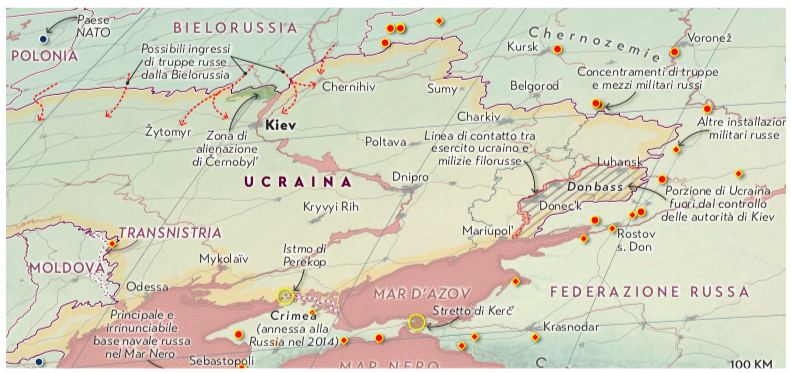 Paese
NATO
POLONIA
BIELORUSSIA
Possibili ingressi
di truppe russe
dalla Bielorussia
Chernihiv
Žytomyr
Kiev
Zona di
alienazione
di Černobyl'
Chernozemie
Kursk
Voronež
Concentramenti di truppe
e mezzi militari russi
Sumy
Belgorod
Altre installazion
militari russe
Charkiv
Poltava
Linea di contatto tra
esercito ucraino e
milizie filorusse
Luhansk
UCRAINA
Dnipro
Donbass
Donec'k
Porzione di Ucraina
fuori dal controllo
delle autorità di Kiev
Kryvyi Rih
Mariupol'
Rostov
s. Don
TRANSNISTRIA
MOLDOVA
Mykolaïv
Istmo di
Perekop
Odessa
MAR D'AZOV
FEDERAZIONE RUSSA
Principale e
irrinunciabile
base navale russa
nel Mar Nero
Crimea
(annessa alla
Russia nel 2014)
Stretto di Kerč'
Krasnodar
Sebastopoli
MAR NERO
C
100 KM